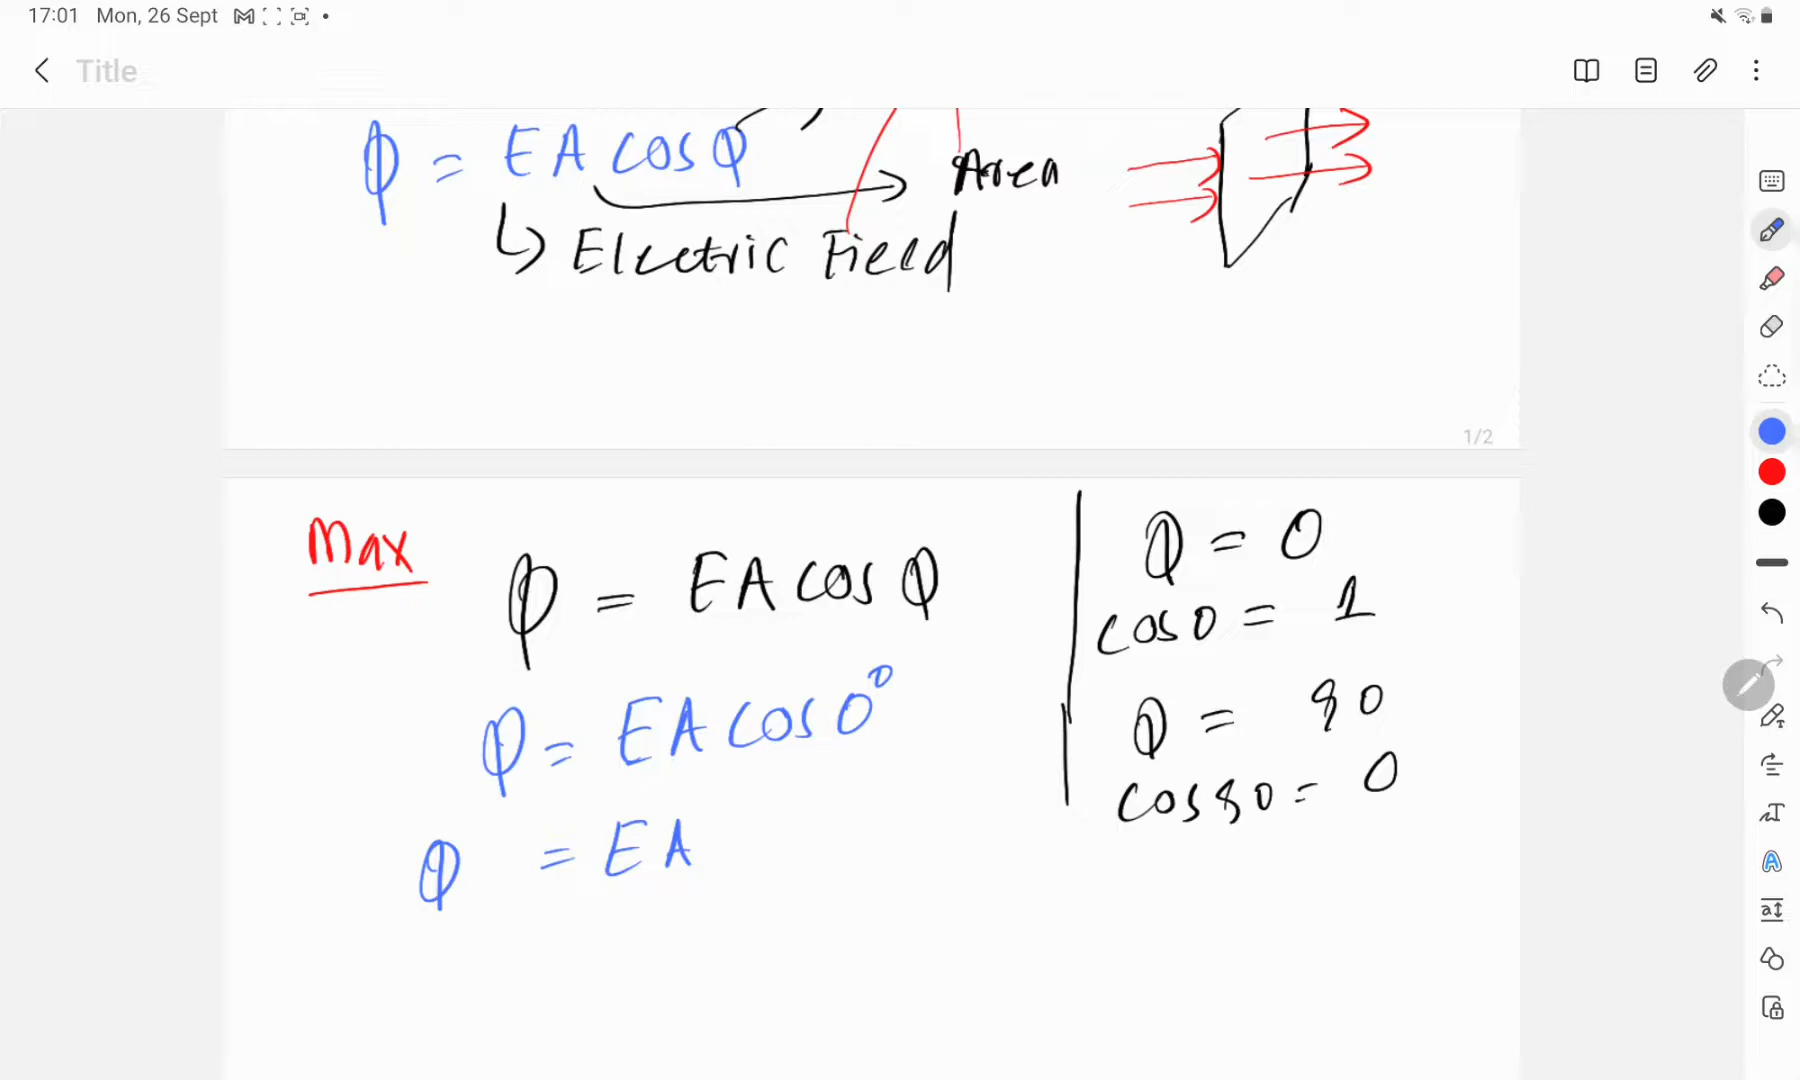 17:01 Mon, 26 Sept
Title
ϕ = EA cosθ
Area
Electric Field
1/2
Max
ϕ = EA cos θ
ϕ = EA cos 0°
ϕ = EA
θ = 0
cos 0 = 1
θ = 90
cos 90 = 0